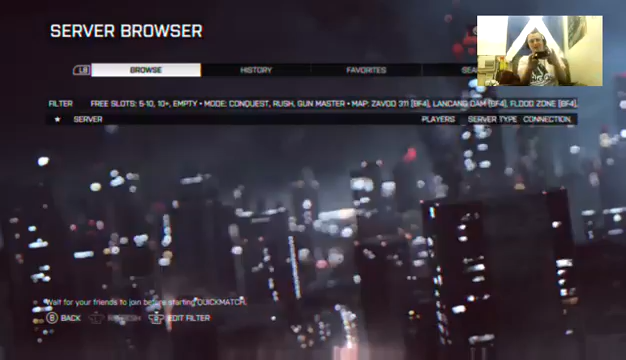 SERVER BROWSER
LB BROWSE HISTORY FAVORITES
FILTER FREE SLOTS: 5-10, 10+, EMPTY • MODE: CONQUEST, RUSH, GUN MASTER • MAP: ZAVOD 311 [BF4], LANCANG DAM [BF4], FLOOD ZONE [BF4],
★ SERVER PLAYERS SERVER TYPE CONNECTION
Wait for your friends to join before starting QUICKMATCH.
B BACK EDIT FILTER